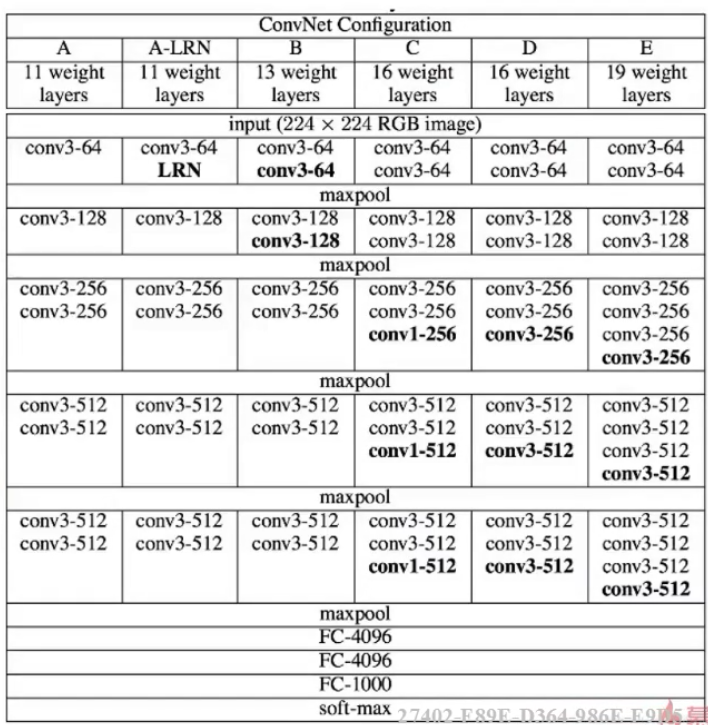 ConvNet Configuration
A A-LRN B C D E
11 weight layers 11 weight layers 13 weight layers 16 weight layers 16 weight layers 19 weight layers
input (224 × 224 RGB image)
conv3-64 conv3-64 conv3-64 conv3-64 conv3-64 conv3-64
LRN conv3-64 conv3-64 conv3-64 conv3-64
maxpool
conv3-128 conv3-128 conv3-128 conv3-128 conv3-128 conv3-128
conv3-128 conv3-128 conv3-128 conv3-128
maxpool
conv3-256 conv3-256 conv3-256 conv3-256 conv3-256 conv3-256
conv3-256 conv3-256 conv3-256 conv3-256 conv3-256 conv3-256
conv1-256 conv3-256 conv3-256
conv3-256
maxpool
conv3-512 conv3-512 conv3-512 conv3-512 conv3-512 conv3-512
conv3-512 conv3-512 conv3-512 conv3-512 conv3-512 conv3-512
conv1-512 conv3-512 conv3-512
conv3-512
maxpool
conv3-512 conv3-512 conv3-512 conv3-512 conv3-512 conv3-512
conv3-512 conv3-512 conv3-512 conv3-512 conv3-512 conv3-512
conv1-512 conv3-512 conv3-512
conv3-512
maxpool
FC-4096
FC-4096
FC-1000
soft-max